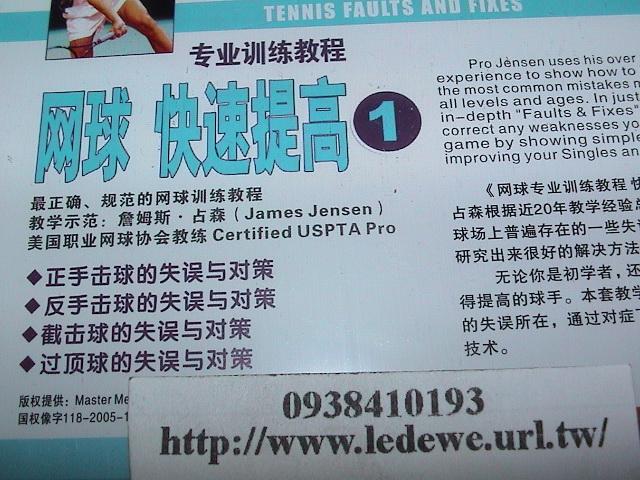 TENNIS FAULTS AND FIXES
专业训练教程
网球 快速提高 1
最正确、规范的网球训练教程
教学示范：詹姆斯·占森（James Jensen）
美国职业网球协会教练 Certified USPTA Pro
◆正手击球的失误与对策
◆反手击球的失误与对策
◆截击球的失误与对策
◆过顶球的失误与对策
版权提供：Master Me
国权像字118-2005-1
Pro Jensen uses his over
experience to show how to
the most common mistakes
all levels and ages. In just
in-depth "Faults & Fixes"
correct any weaknesses yo
game by showing simple
improving your Singles an
《网球专业训练教程
占森根据近20年教学经验
球场上普遍存在的一些失
研究出来很好的解决方法
无论你是初学者，还
得提高的球手。本套教学
的失误所在，通过对症
技术。
0938410193
http://www.ledewe.url.tw/